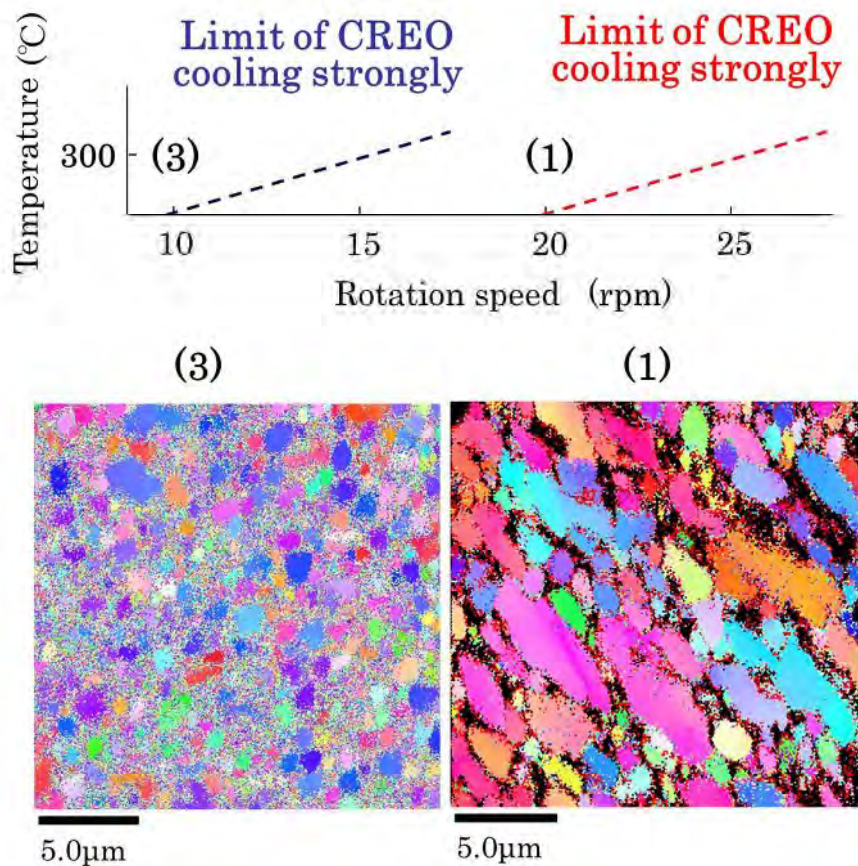 Limit of CREO
cooling strongly
Limit of CREO
cooling strongly
Temperature (℃)
300
(3)
(1)
10
15
20
25
Rotation speed (rpm)
(3)
(1)
5.0μm
5.0μm